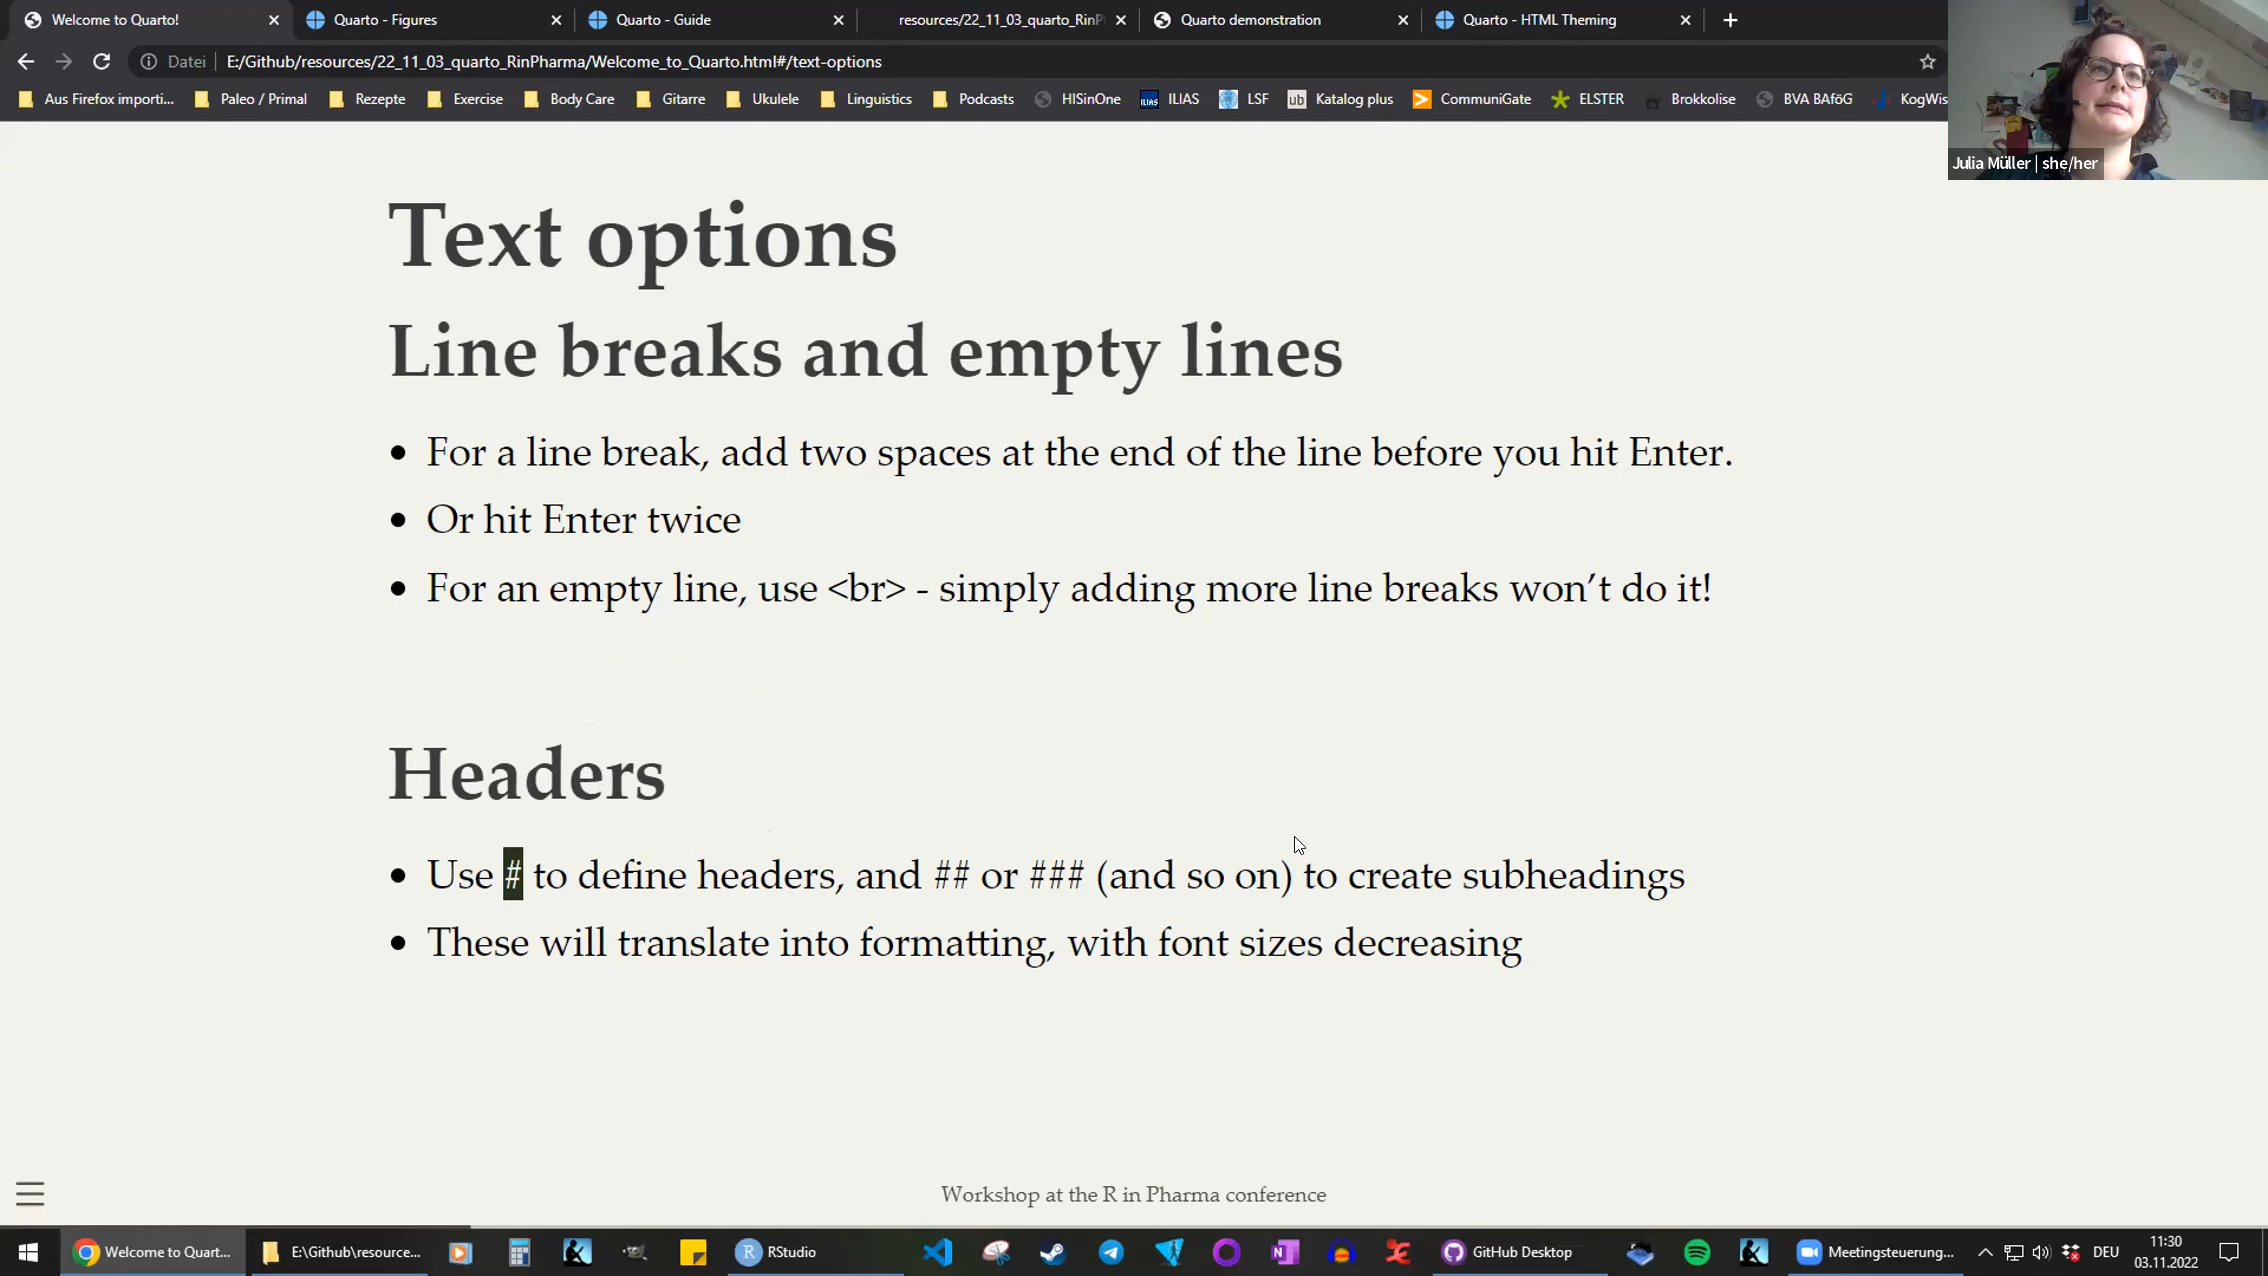 Welcome to Quarto!
Quarto - Figures
Quarto - Guide
resources/22_11_03_quarto_RinP
Quarto demonstration
Quarto - HTML Theming
Datei
E:/Github/resources/22_11_03_quarto_RinPharma/Welcome_to_Quarto.html#/text-options
Aus Firefox importi...
Paleo / Primal
Rezepte
Exercise
Body Care
Gitarre
Ukulele
Linguistics
Podcasts
HISinOne
ILIAS
ILIAS
LSF
ub
Katalog plus
CommuniGate
ELSTER
Brokkolise
BVA BAföG
KogWis
Julia Müller | she/her
Text options
Line breaks and empty lines
• For a line break, add two spaces at the end of the line before you hit Enter.
• Or hit Enter twice
• For an empty line, use <br> - simply adding more line breaks won’t do it!
Headers
• Use # to define headers, and ## or ### (and so on) to create subheadings
• These will translate into formatting, with font sizes decreasing
Workshop at the R in Pharma conference
Welcome to Quart...
E:\Github\resource...
R
RStudio
GitHub Desktop
Meetingsteuerung...
DEU
11:30
03.11.2022